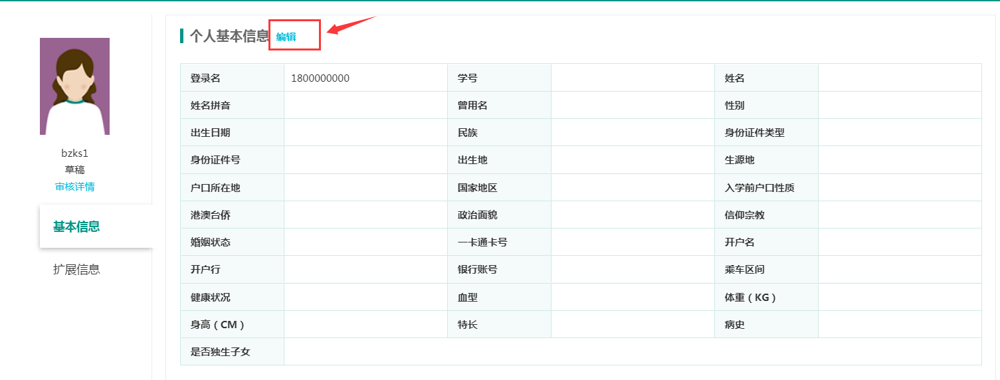 个人基本信息 编辑
登录名 1800000000 学号 姓名
姓名拼音 曾用名 性别
出生日期 民族 身份证件类型
bzks1
草稿
审核详情
身份证件号 出生地 生源地
户口所在地 国家地区 入学前户口性质
港澳台侨 政治面貌 信仰宗教
基本信息
婚姻状态 一卡通卡号 开户名
扩展信息
开户行 银行账号 乘车区间
健康状况 血型 体重（KG）
身高（CM） 特长 病史
是否独生子女